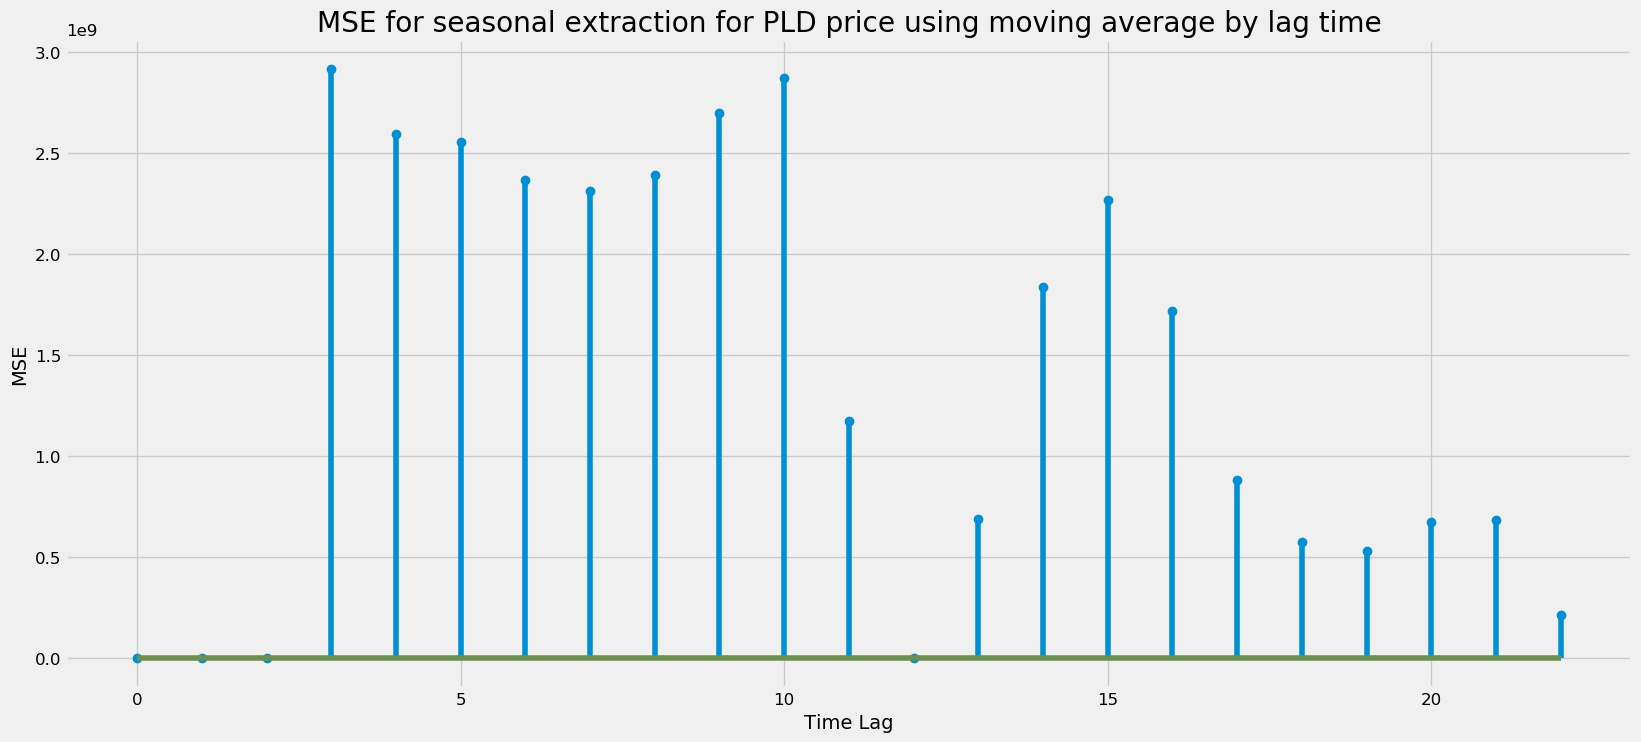 MSE for seasonal extraction for PLD price using moving average by lag time
1e9
3.0
2.5
2.0
1.5
1.0
0.5
0.0
MSE
0 5 10 15 20
Time Lag